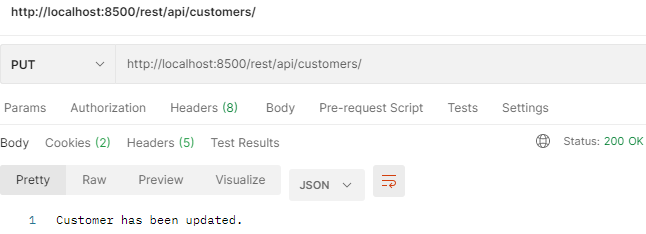 http://localhost:8500/rest/api/customers/
PUT http://localhost:8500/rest/api/customers/
Params Authorization Headers (8) Body Pre-request Script Tests Settings
Body Cookies (2) Headers (5) Test Results Status: 200 OK
Pretty Raw Preview Visualize JSON
1 Customer has been updated.